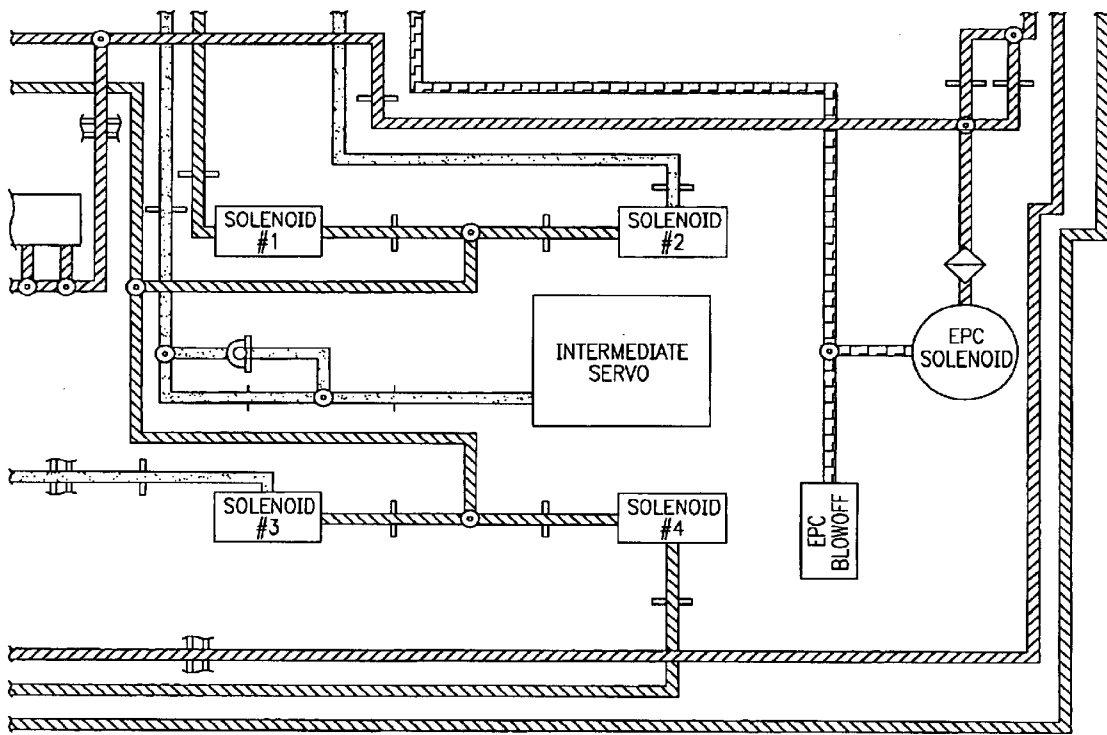 SOLENOID
#1
SOLENOID
#2
INTERMEDIATE
SERVO
EPC
SOLENOID
SOLENOID
#3
SOLENOID
#4
EPC
BLOWOFF